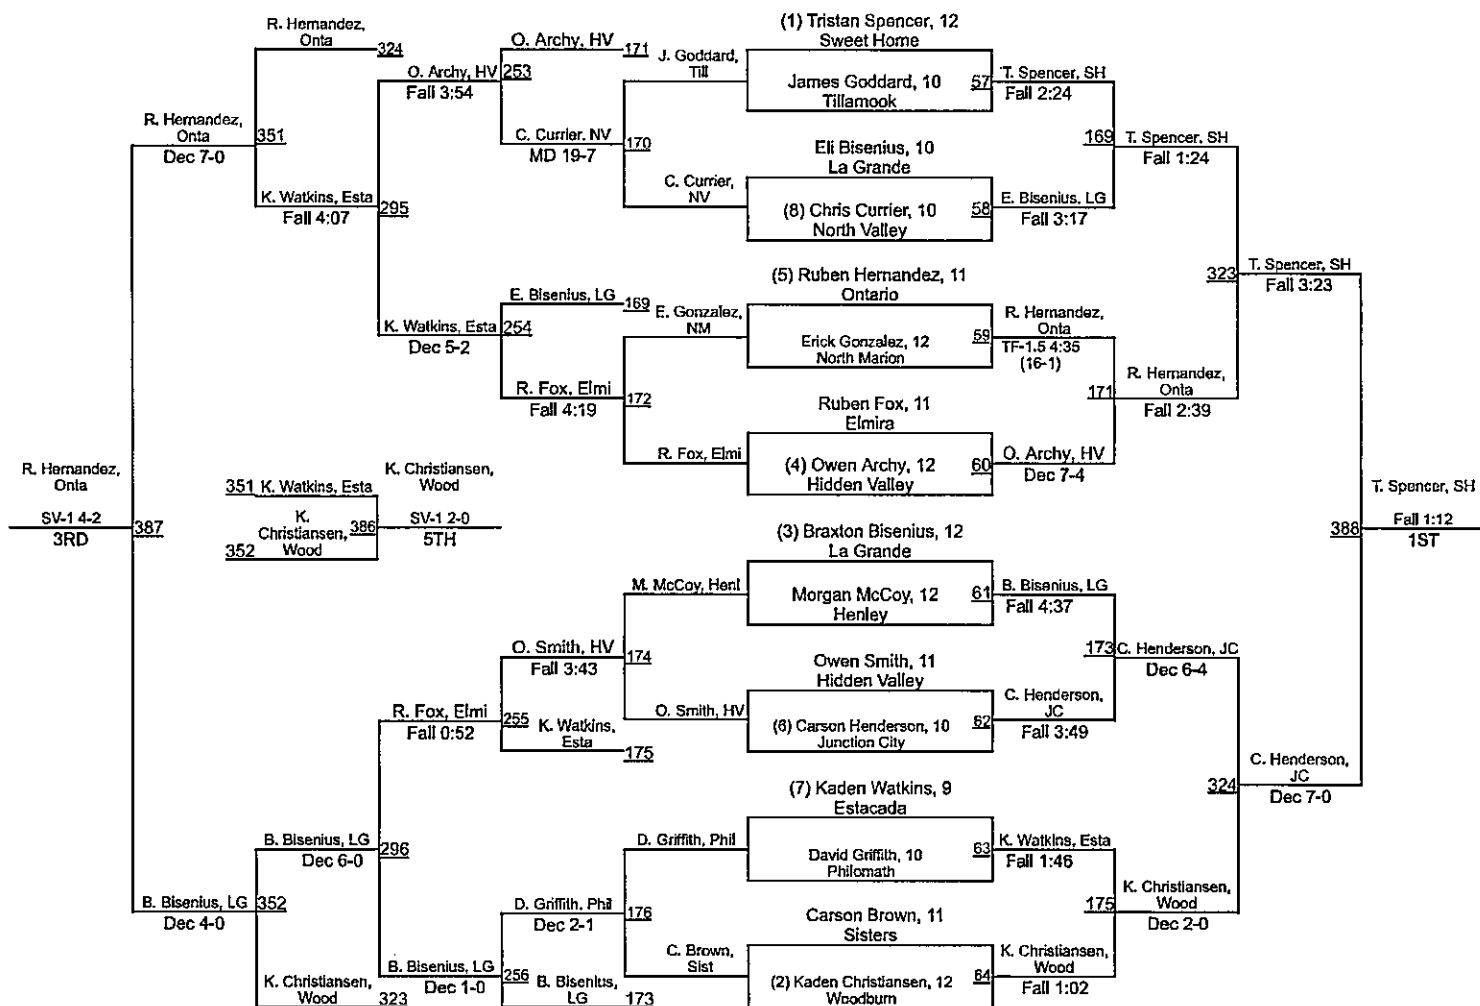 R. Hernandez,
Onta
324
O. Archy, HV
171
O. Archy, HV
253
Fall 3:54
R. Hernandez,
Onta
351
Dec 7-0
C. Currier, NV
170
MD 19-7
K. Watkins, Esta
295
Fall 4:07
E. Bisenius, LG
169
K. Watkins, Esta
254
Dec 5-2
R. Fox, Elmi
172
Fall 4:19
J. Goddard,
Till
C. Currier,
NV
E. Gonzalez,
NM
R. Fox, Elmi
(1) Tristan Spencer, 12
Sweet Home
James Goddard, 10
Tillamook
57
Eli Bisenius, 10
La Grande
(8) Chris Currier, 10
North Valley
58
(5) Ruben Hernandez, 11
Ontario
Erick Gonzalez, 12
North Marion
59
Ruben Fox, 11
Elmira
(4) Owen Archy, 12
Hidden Valley
60
T. Spencer, SH
Fall 2:24
E. Bisenius, LG
Fall 3:17
R. Hernandez,
Onta
TF-1.5 4:35
(16-1)
O. Archy, HV
Dec 7-4
169
T. Spencer, SH
Fall 1:24
171
R. Hernandez,
Onta
Fall 2:39
323
T. Spencer, SH
Fall 3:23
R. Hernandez,
Onta
SV-1 4-2
387
3RD
351
K. Watkins, Esta
K.
Christiansen,
Wood
386
352
K. Christiansen,
Wood
SV-1 2-0
5TH
T. Spencer, SH
388
Fall 1:12
1ST
M. McCoy, Henl
O. Smith, HV
174
Fall 3:43
O. Smith, HV
R. Fox, Elmi
255
Fall 0:52
K. Watkins,
Esta
175
B. Bisenius, LG
296
Dec 6-0
D. Griffith, Phil
B. Bisenius, LG
352
Dec 4-0
D. Griffith, Phil
176
Dec 2-1
C. Brown,
Sist
B. Bisenius, LG
256
Dec 1-0
B. Bisenius,
LG
173
K. Christiansen,
Wood
323
(3) Braxton Bisenius, 12
La Grande
Morgan McCoy, 12
Henley
61
Owen Smith, 11
Hidden Valley
(6) Carson Henderson, 10
Junction City
62
(7) Kaden Watkins, 9
Estacada
David Griffith, 10
Philomath
63
Carson Brown, 11
Sisters
(2) Kaden Christiansen, 12
Woodburn
64
B. Bisenius, LG
Fall 4:37
C. Henderson,
JC
Fall 3:49
K. Watkins, Esta
Fall 1:46
K. Christiansen,
Wood
Fall 1:02
173
C. Henderson, JC
Dec 6-4
175
K. Christiansen,
Wood
Dec 2-0
324
C. Henderson,
JC
Dec 7-0